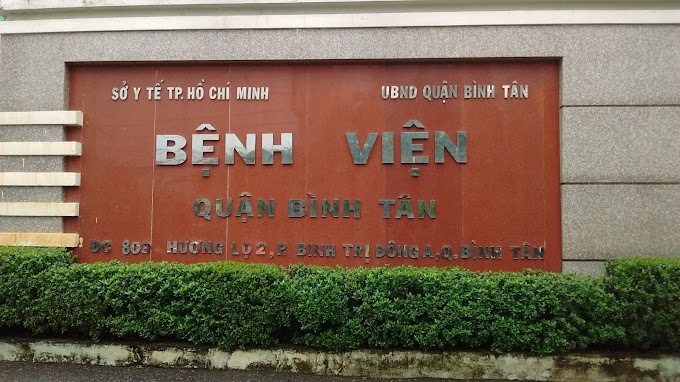 SỞ Y TẾ TP. HỒ CHÍ MINH
UBND QUẬN BÌNH TÂN
BỆNH VIỆN
QUẬN BÌNH TÂN
ĐC 809 HƯƠNG LỘ 2, P. BÌNH TRỊ ĐÔNG A, Q. BÌNH TÂN